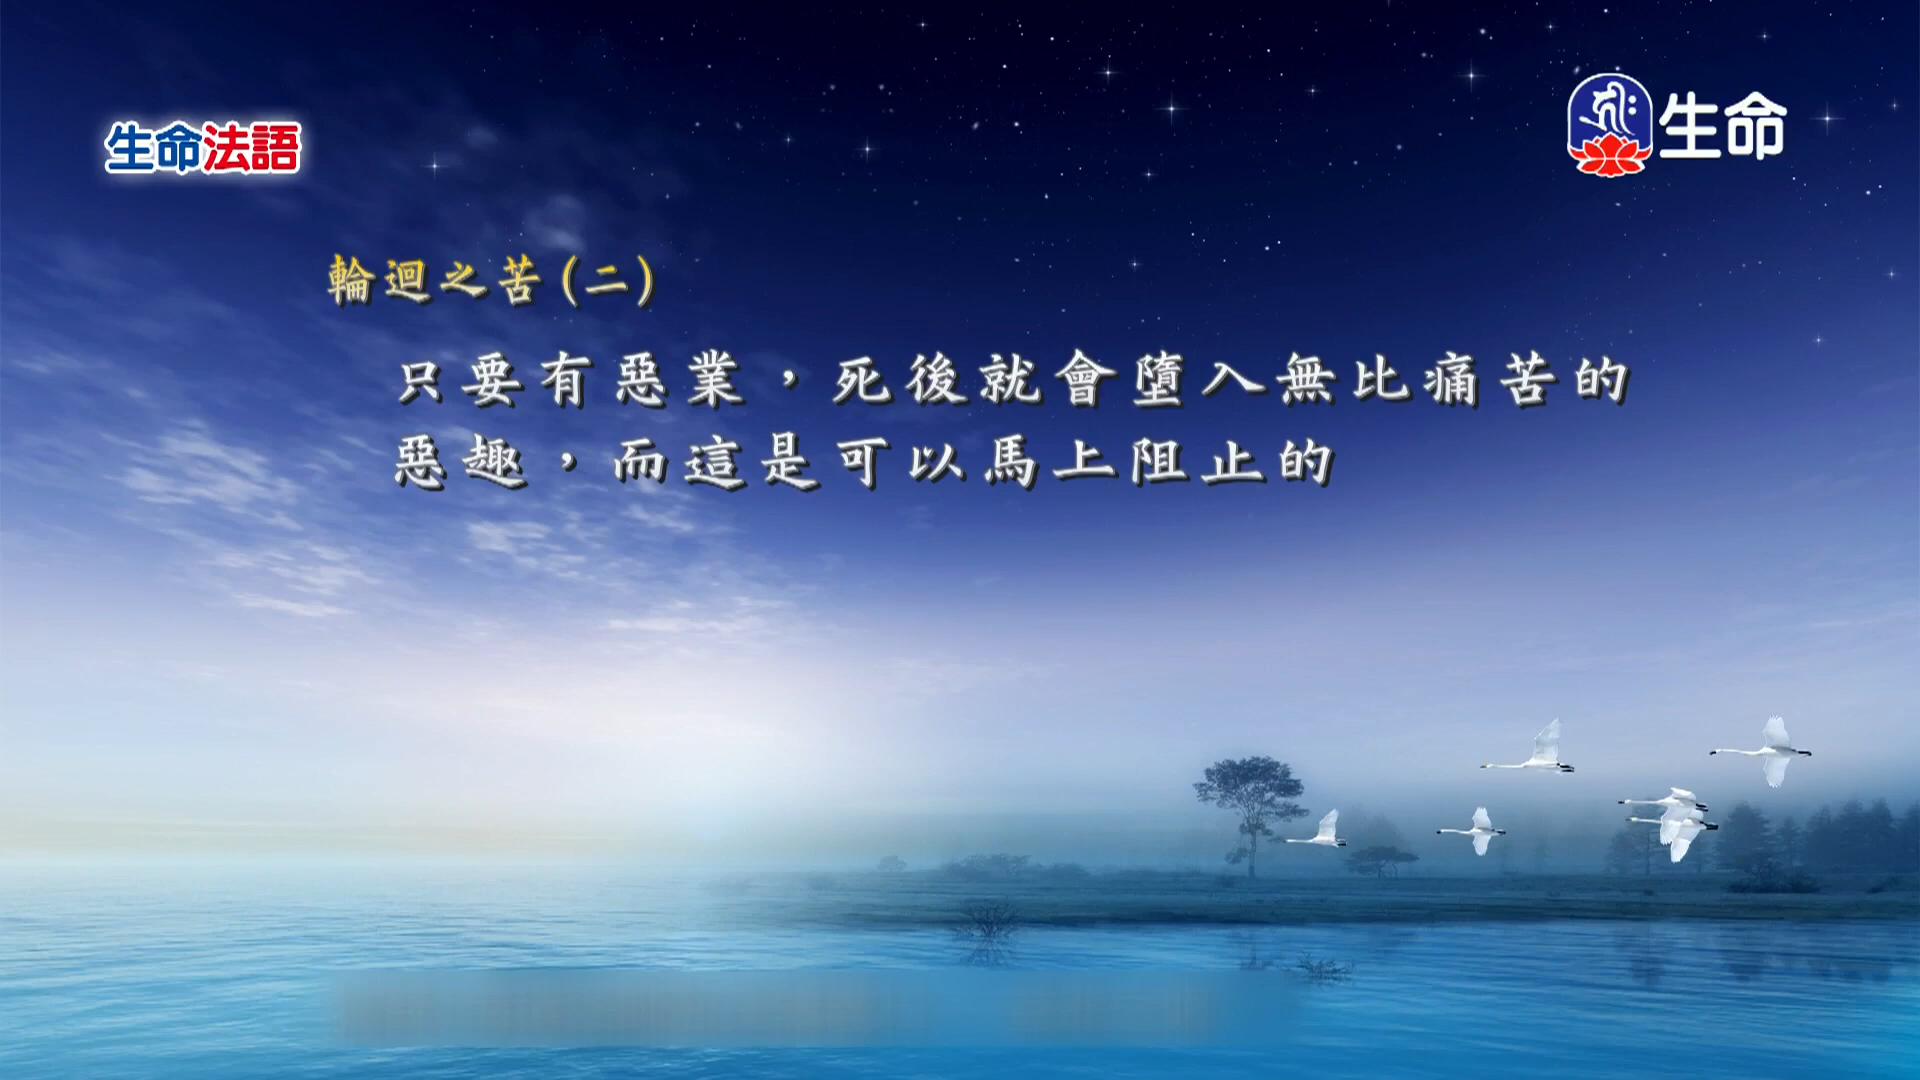 生命法語
生命
輪迴之苦(二)
只要有惡業，死後就會墮入無比痛苦的
惡趣，而這是可以馬上阻止的